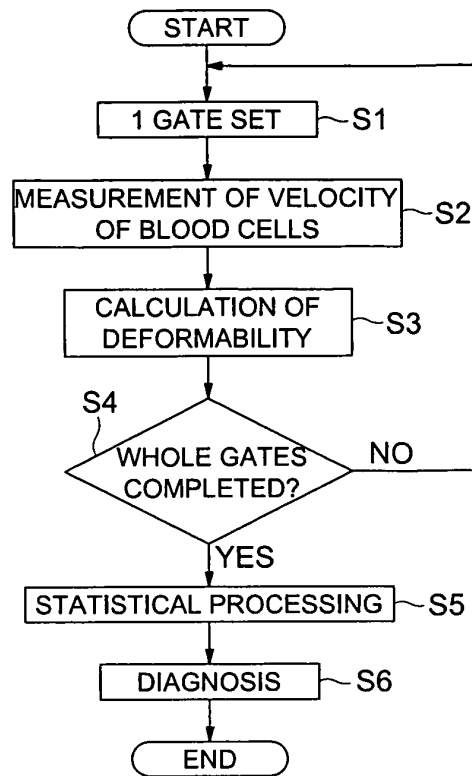 START
1 GATE SET
S1
MEASUREMENT OF VELOCITY
OF BLOOD CELLS
S2
CALCULATION OF
DEFORMABILITY
S3
S4
WHOLE GATES
COMPLETED?
NO
YES
STATISTICAL PROCESSING
S5
DIAGNOSIS
S6
END